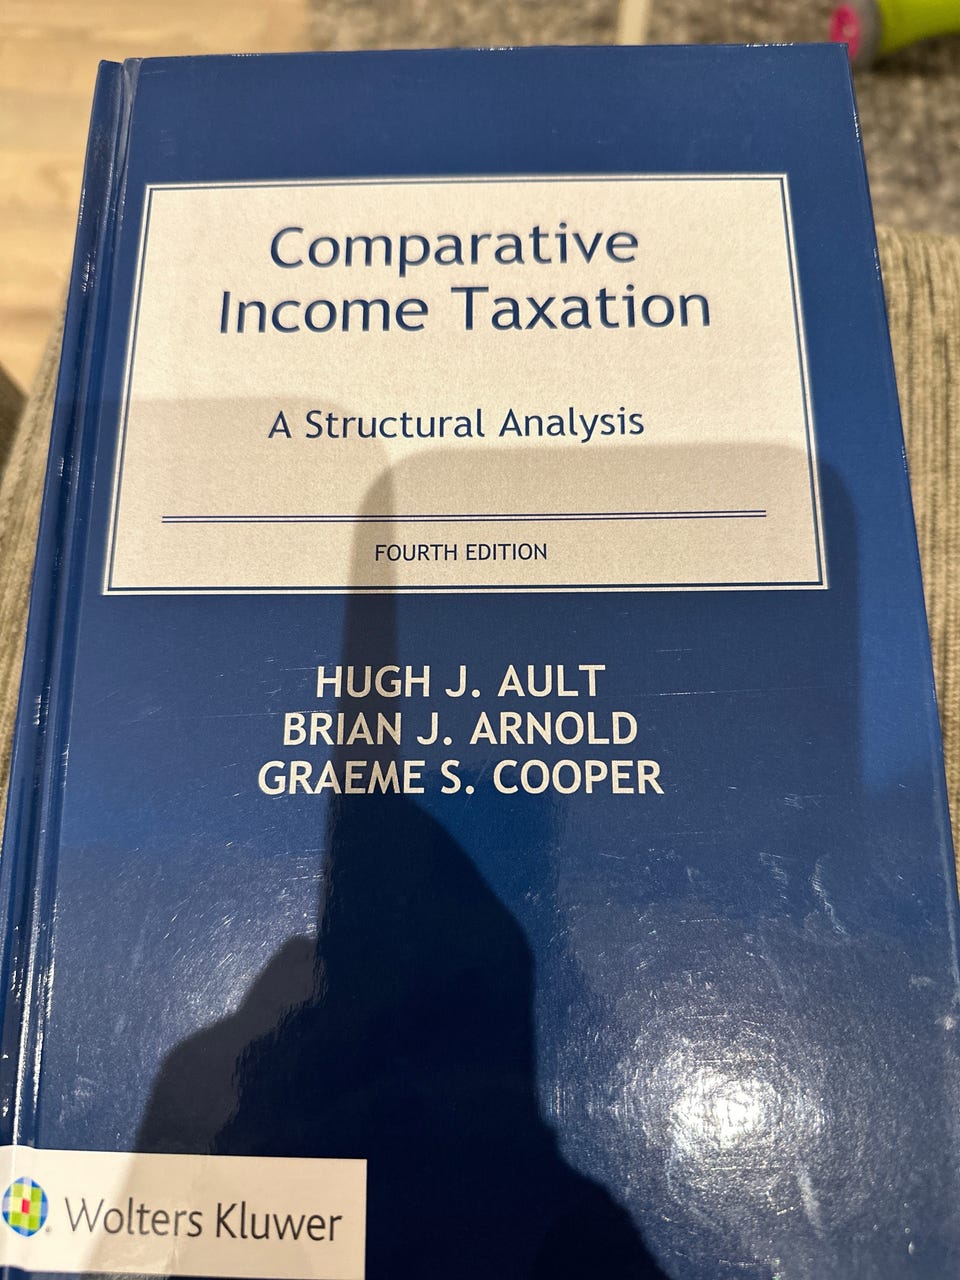 Comparative
Income Taxation
A Structural Analysis
FOURTH EDITION
HUGH J. AULT
BRIAN J. ARNOLD
GRAEME S. COOPER
Wolters Kluwer